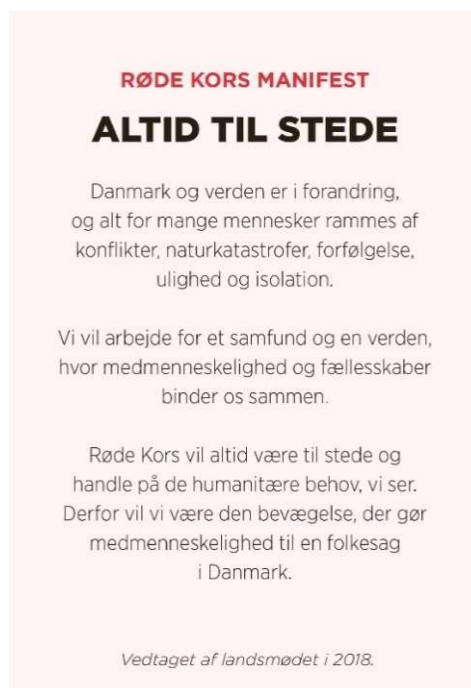 RØDE KORS MANIFEST
ALTID TIL STEDE
Danmark og verden er i forandring,
og alt for mange mennesker rammes af
konflikter, naturkatastrofer, forfølgelse,
ulighed og isolation.
Vi vil arbejde for et samfund og en verden,
hvor medmenneskelighed og fællesskaber
binder os sammen.
Røde Kors vil altid være til stede og
handle på de humanitære behov, vi ser.
Derfor vil vi være den bevægelse, der gør
medmenneskelighed til en folkesag
i Danmark.
Vedtaget af landsmødet i 2018.